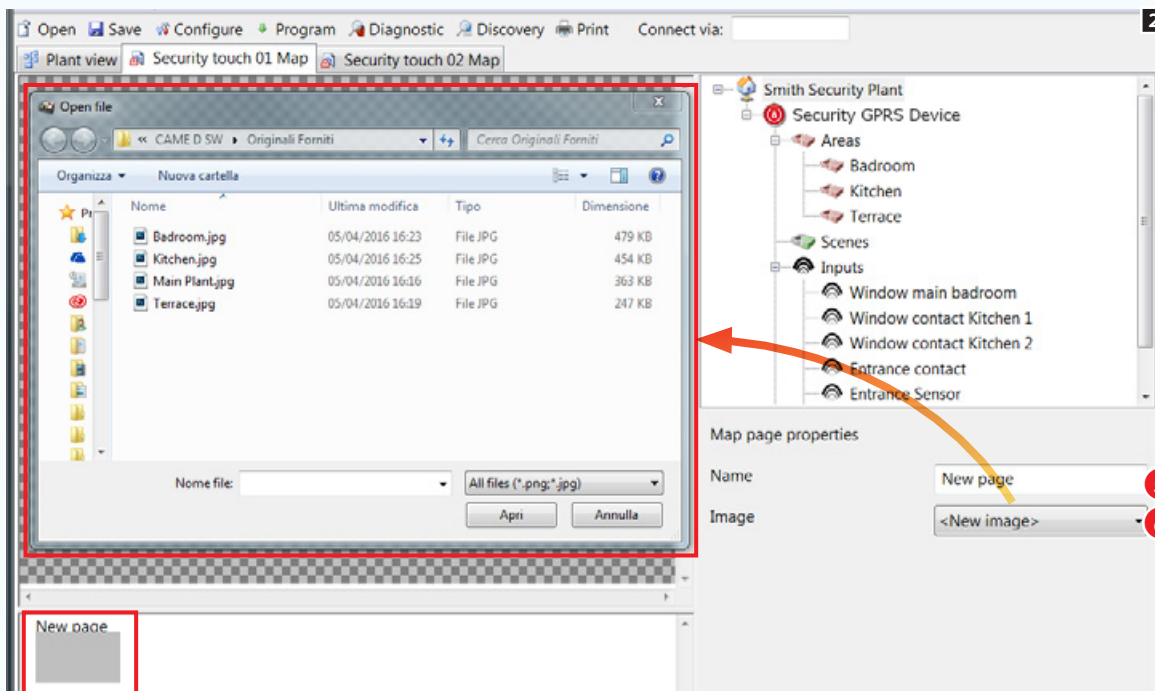 Open Save Configure Program Diagnostic Discovery Print Connect via:
2
Plant view Security touch 01 Map Security touch 02 Map
Open file
« CAME D SW Originali Forniti Cerca Originali Forniti
Organizza Nuova cartella
Nome Ultima modifica Tipo Dimensione
Badroom.jpg 05/04/2016 16:23 File JPG 479 KB
Kitchen.jpg 05/04/2016 16:25 File JPG 454 KB
Main Plant.jpg 05/04/2016 16:16 File JPG 363 KB
Terrace.jpg 05/04/2016 16:19 File JPG 247 KB
Nome file: All files (*.png;*.jpg)
Apri Annulla
Smith Security Plant
Security GPRS Device
Areas
Badroom
Kitchen
Terrace
Scenes
Inputs
Window main badroom
Window contact Kitchen 1
Window contact Kitchen 2
Entrance contact
Entrance Sensor
Map page properties
Name New page
Image <New image>
New page